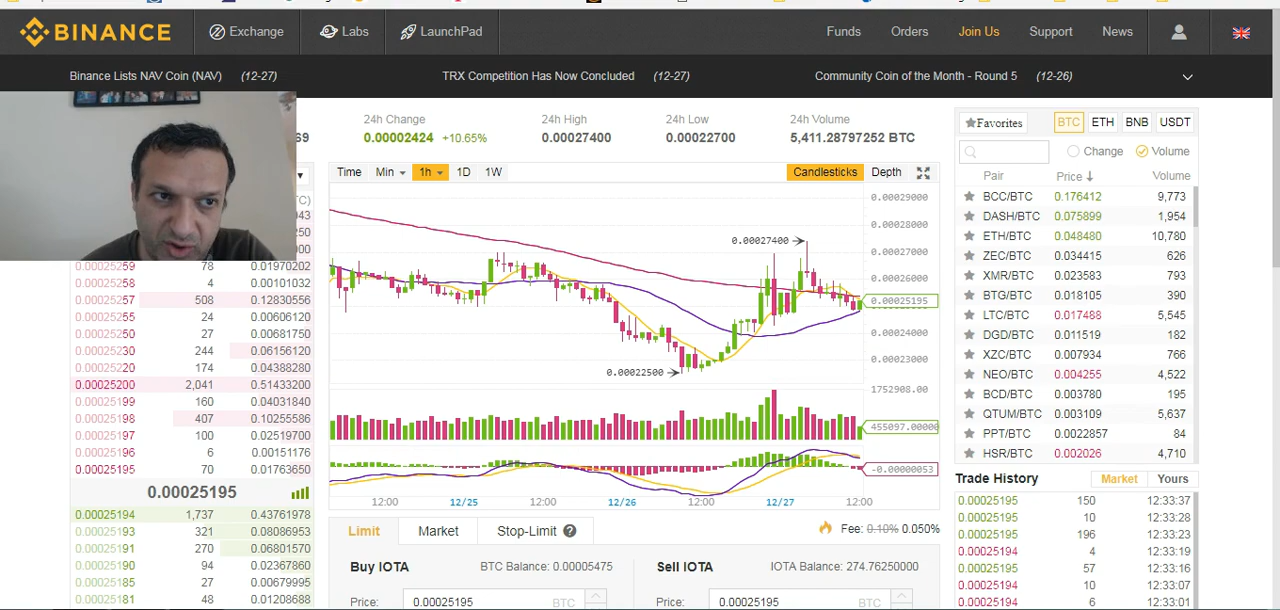 BINANCE Exchange Labs LaunchPad Funds Orders Join Us Support News
Binance Lists NAV Coin (NAV) (12-27) TRX Competition Has Now Concluded (12-27) Community Coin of the Month - Round 5 (12-26)
24h Change 24h High 24h Low 24h Volume
0.00002424 +10.65% 0.00027400 0.00022700 5,411.28797252 BTC
Favorites BTC ETH BNB USDT
Change Volume
Time Min 1h 1D 1W Candlesticks Depth
Pair Price Volume
BCC/BTC 0.176412 9,773
DASH/BTC 0.075899 1,954
ETH/BTC 0.048480 10,780
ZEC/BTC 0.034415 626
XMR/BTC 0.023536 793
BTG/BTC 0.018105 390
LTC/BTC 0.017488 5,545
DGD/BTC 0.011519 182
XZC/BTC 0.007934 766
NEO/BTC 0.004255 4,522
BCD/BTC 0.003780 195
QTUM/BTC 0.003109 5,637
PPT/BTC 0.0022857 84
HSR/BTC 0.002026 4,710
0.00029000
0.00028000
0.00027000
0.00026000
0.00025195
0.00024000
0.00023000
1752908.00
455097.00000
-0.00000053
0.00027400
0.00022500
12:00 12/25 12:00 12/26 12:00 12/27 12:00
0.00025259 78 0.01970202
0.00025258 4 0.00101032
0.00025257 508 0.12830556
0.00025255 24 0.00606120
0.00025250 27 0.00681750
0.00025230 244 0.06156120
0.00025220 174 0.04388280
0.00025200 2,041 0.51433200
0.00025199 160 0.04031840
0.00025198 407 0.10255586
0.00025197 100 0.02519700
0.00025196 6 0.00151176
0.00025195 70 0.01763650
0.00025195
0.00025194 1,737 0.43761978
0.00025193 321 0.08086953
0.00025191 270 0.06801570
0.00025190 94 0.02367860
0.00025185 27 0.00679995
0.00025181 48 0.01208688
Limit Market Stop-Limit Fee: 0.10% 0.050%
Buy IOTA BTC Balance: 0.00005475 Sell IOTA IOTA Balance: 274.76250000
Price: 0.00025195 BTC Price: 0.00025195 BTC
Trade History Market Yours
0.00025195 150 12:33:37
0.00025195 10 12:33:28
0.00025195 196 12:33:23
0.00025194 4 12:33:19
0.00025195 57 12:33:16
0.00025194 10 12:33:07
0.00025194 6 12:33:01